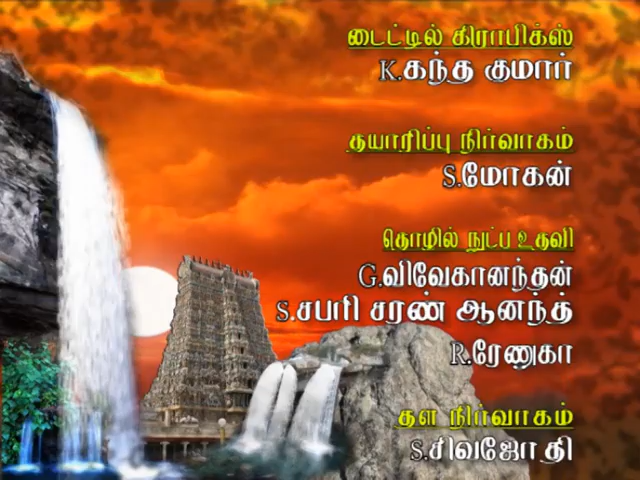 டைட்டில் கிராபிக்ஸ்
K.கந்த குமார்
தயாரிப்பு நிர்வாகம்
S.மோகன்
தொழில் நுட்ப உதவி
G.விவேகானந்தன்
S.சபரி சரண் ஆனந்த்
R.ரேணுகா
தள நிர்வாகம்
S.சிவஜோதி